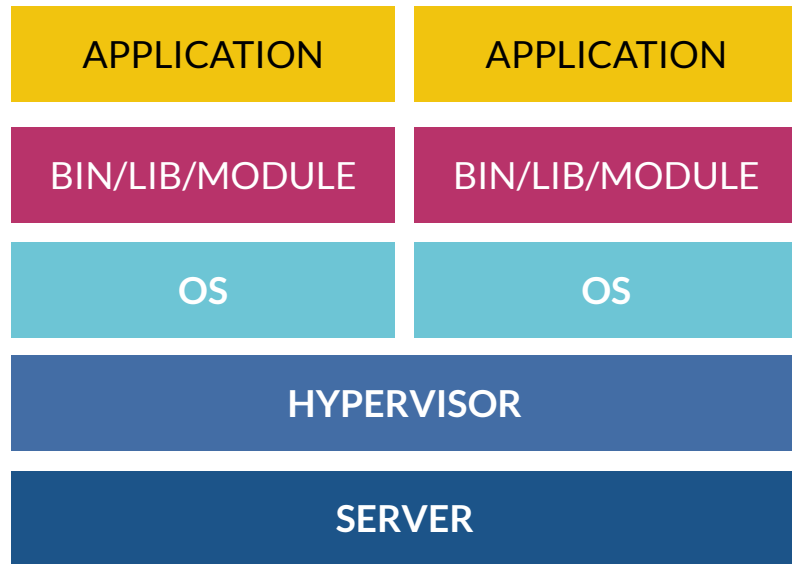 APPLICATION APPLICATION
BIN/LIB/MODULE BIN/LIB/MODULE
OS OS
HYPERVISOR
SERVER